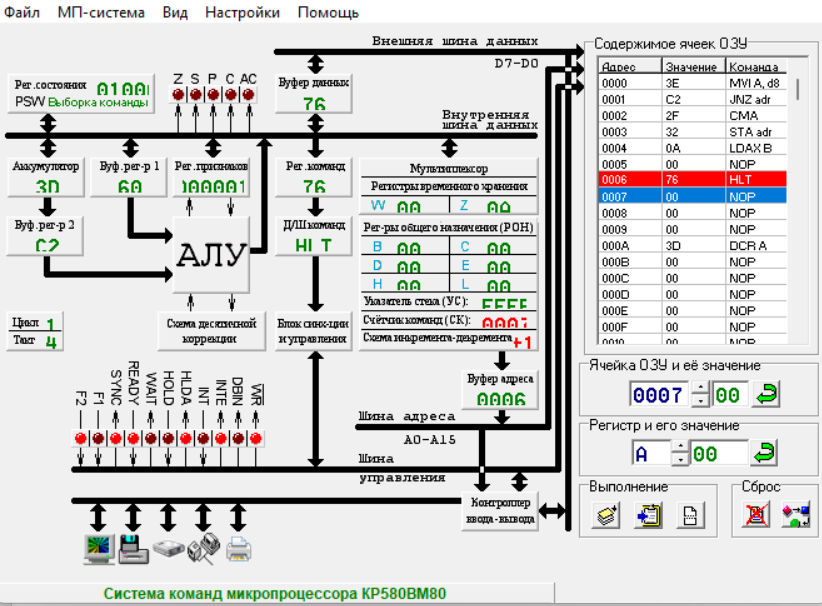 Файл МП-система Вид Настройки Помощь
Внешняя шина данных
D7-D0
Z S P C AC
Рег.состояния 0100
PSW Выборка команды
Буфер данных
76
Внутренняя
шина данных
Аккумулятор
3D
Буф.рег-р 1
60
Рег.признаков
000001
Рег.команд
76
Мультиплексор
Регистры временного хранения
W 00 Z 00
Буф.рег-р 2
C2
АЛУ
Д/Шкоманд
HLT
Рег-ры общего назначения (РОН)
B 00 C 00
D 00 E 00
H 00 L 00
Указатель стека (УС): FFFF
Счётчик команд (СК): 0007
Схема инкремента-декремента +1
Цикл 1
Такт 4
Схема десятичной
коррекции
Блок синх-ции
и управления
Буфер адреса
0006
F2 F1 SYNC READY WAIT HOLD HLDA INT INTE DBIN WR
Шина адреса
A0-A15
Шина
управления
Контроллер
ввода-вывода
Содержимое ячеек ОЗУ
Адрес Значение Команда
0000 3E MVI A, d8
0001 C2 JNZ adr
0002 2F CMA
0003 32 STA adr
0004 0A LDAX B
0005 00 NOP
0006 76 HLT
0007 00 NOP
0008 00 NOP
0009 00 NOP
000A 3D DCR A
000B 00 NOP
000C 00 NOP
000D 00 NOP
000E 00 NOP
000F 00 NOP
0010 00 NOP
Ячейка ОЗУ и её значение
0007 00
Регистр и его значение
A 00
Выполнение
Сброс
Система команд микропроцессора КР580ВМ80